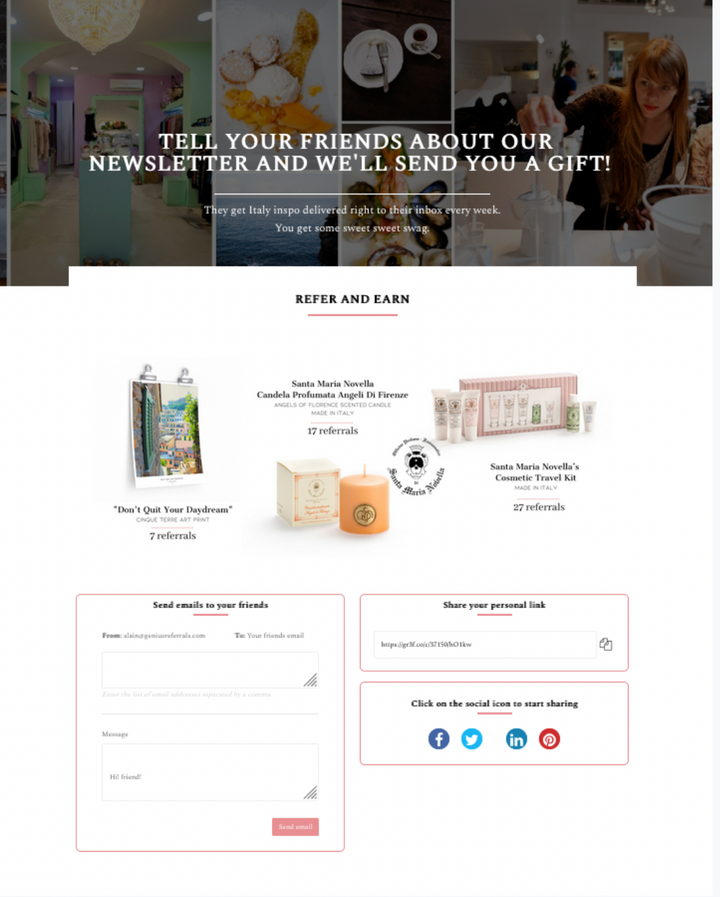 TELL YOUR FRIENDS ABOUT OUR
NEWSLETTER AND WE'LL SEND YOU A GIFT!
They get Italy inspo delivered right to their inbox every week.
You get some sweet sweet swag.
REFER AND EARN
"Don't Quit Your Daydream"
CINQUE TERRE ART PRINT
7 referrals
Santa Maria Novella
Candela Profumata Angeli Di Firenze
ANGELS OF FLORENCE SCENTED CANDLE
MADE IN ITALY
17 referrals
Santa Maria Novella
Santa Maria Novella's
Cosmetic Travel Kit
MADE IN ITALY
27 referrals
Send emails to your friends
From: alain@geniusreferrals.com To: Your friends email
Enter the list of email addresses separated by a comma
Message
Hi! friend!
Send email
Share your personal link
Click on the social icon to start sharing